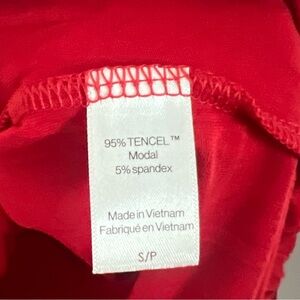 95% TENCEL™
Modal
5% spandex
Made in Vietnam
Fabriqué en Vietnam
S/P